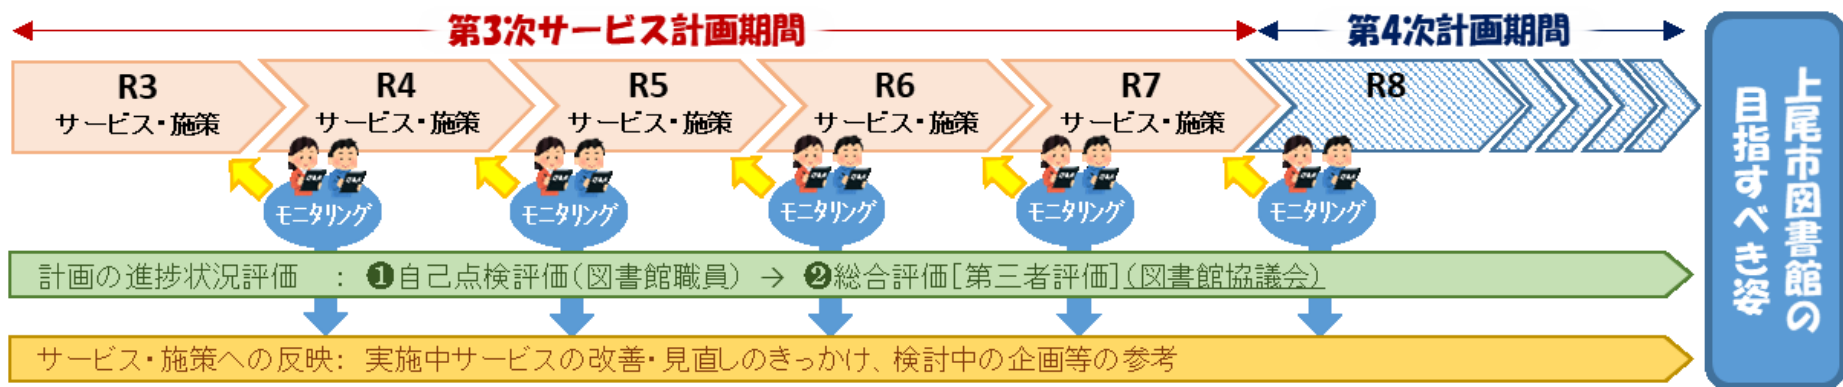 第3次サービス計画期間
第4次計画期間
R3
サービス・施策
R4
サービス・施策
R5
サービス・施策
R6
サービス・施策
R7
サービス・施策
R8
モニタリング
モニタリング
モニタリング
モニタリング
モニタリング
計画の進捗状況評価 : ❶自己点検評価(図書館職員) → ❷総合評価[第三者評価](図書館協議会)
サービス・施策への反映: 実施中サービスの改善・見直しのきっかけ、検討中の企画等の参考
上尾市図書館の
目指すべき姿